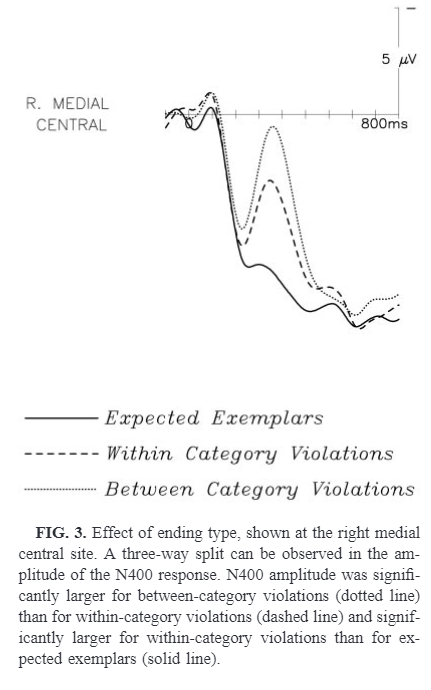 5 μV
R. MEDIAL
CENTRAL
800ms
Expected Exemplars
Within Category Violations
Between Category Violations
FIG. 3. Effect of ending type, shown at the right medial
central site. A three-way split can be observed in the am-
plitude of the N400 response. N400 amplitude was signifi-
cantly larger for between-category violations (dotted line)
than for within-category violations (dashed line) and signif-
icantly larger for within-category violations than for ex-
pected exemplars (solid line).